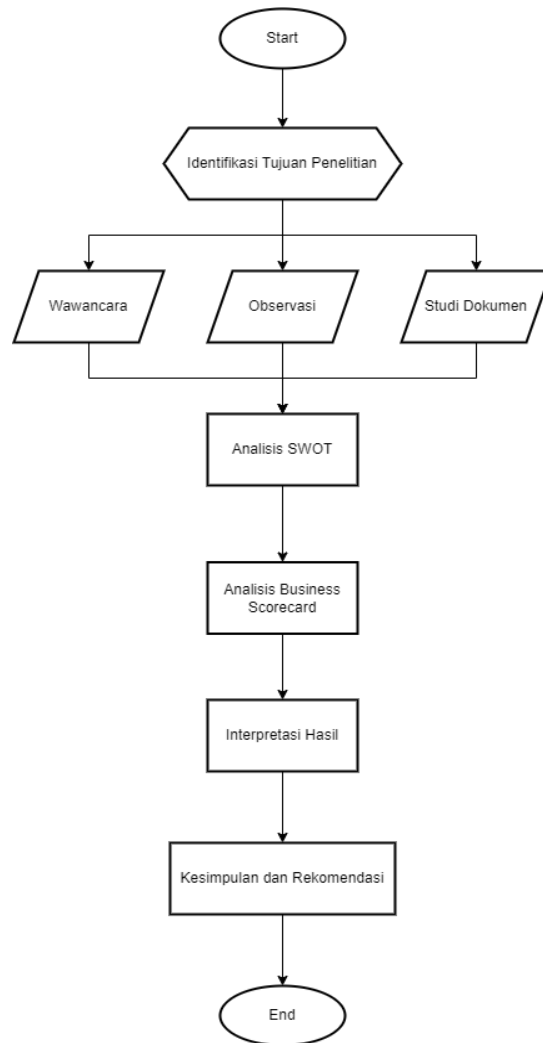 Start
Identifikasi Tujuan Penelitian
Wawancara
Observasi
Studi Dokumen
Analisis SWOT
Analisis Business
Scorecard
Interpretasi Hasil
Kesimpulan dan Rekomendasi
End